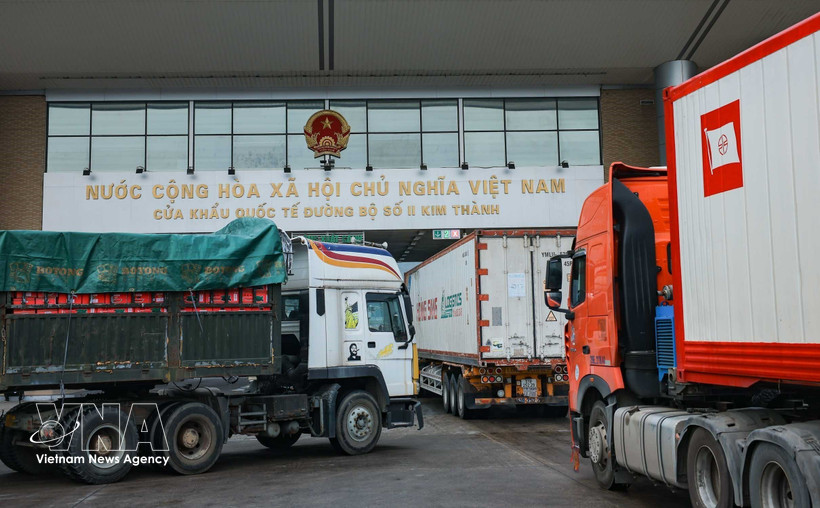 NƯỚC CỘNG HÒA XÃ HỘI CHỦ NGHĨA VIỆT NAM
CỬA KHẨU QUỐC TẾ ĐƯỜNG BỘ SỐ II KIM THÀNH
VNA
Vietnam News Agency